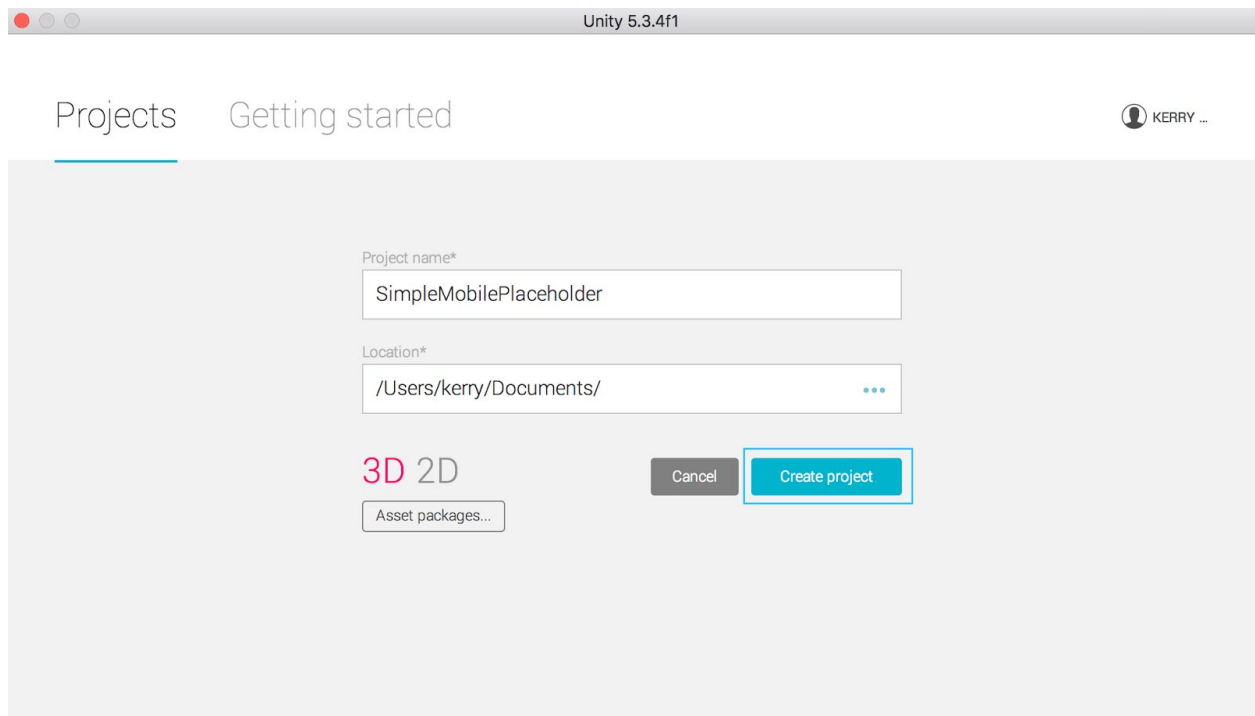 Unity 5.3.4f1
Projects Getting started KERRY ...
Project name*
SimpleMobilePlaceholder
Location*
/Users/kerry/Documents/
3D 2D Cancel Create project
Asset packages...